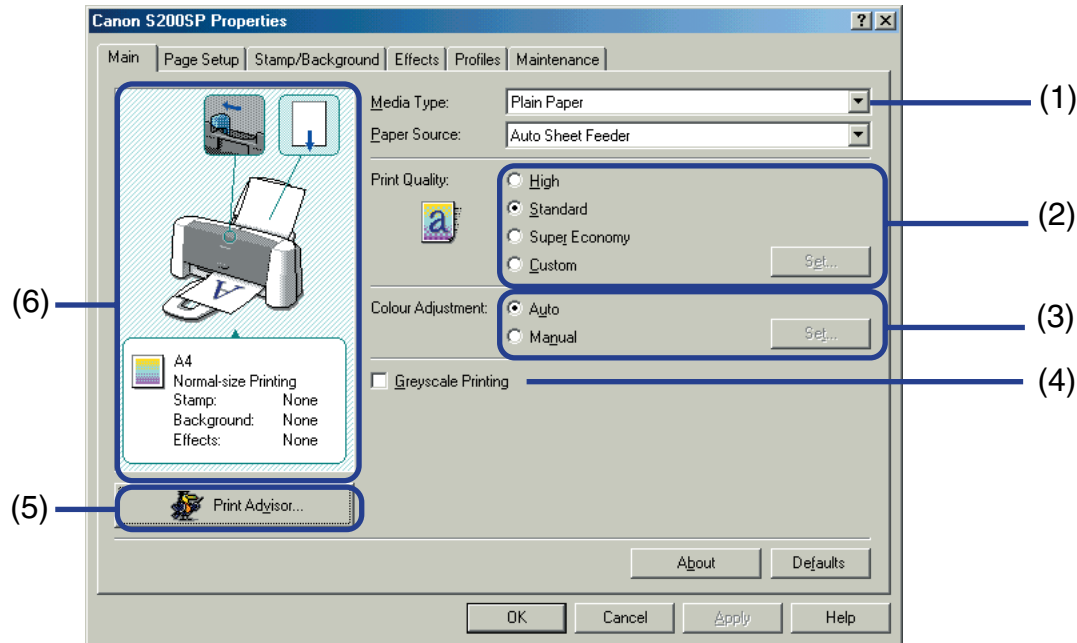 Canon S200SP Properties
Main
Page Setup
Stamp/Background
Effects
Profiles
Maintenance
Media Type:
Plain Paper
(1)
Paper Source:
Auto Sheet Feeder
Print Quality:
a
High
Standard
Super Economy
Custom
Set...
(2)
Colour Adjustment:
Auto
Manual
Set...
(3)
Greyscale Printing
(4)
A
(6)
A4
Normal-size Printing
Stamp: None
Background: None
Effects: None
(5)
Print Advisor...
About
Defaults
OK
Cancel
Apply
Help